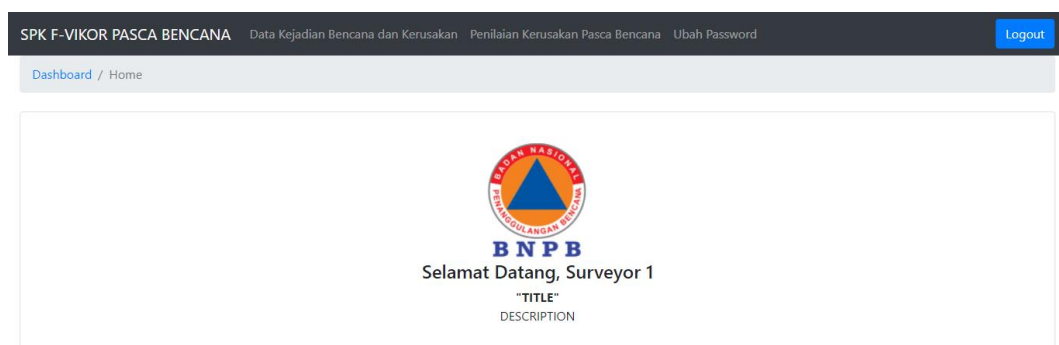 SPK F-VIKOR PASCA BENCANA Data Kejadian Bencana dan Kerusakan Penilaian Kerusakan Pasca Bencana Ubah Password Logout
Dashboard / Home
BADAN NASIONAL
PENANGGULANGAN BENCANA
BNPB
Selamat Datang, Surveyor 1
"TITLE"
DESCRIPTION